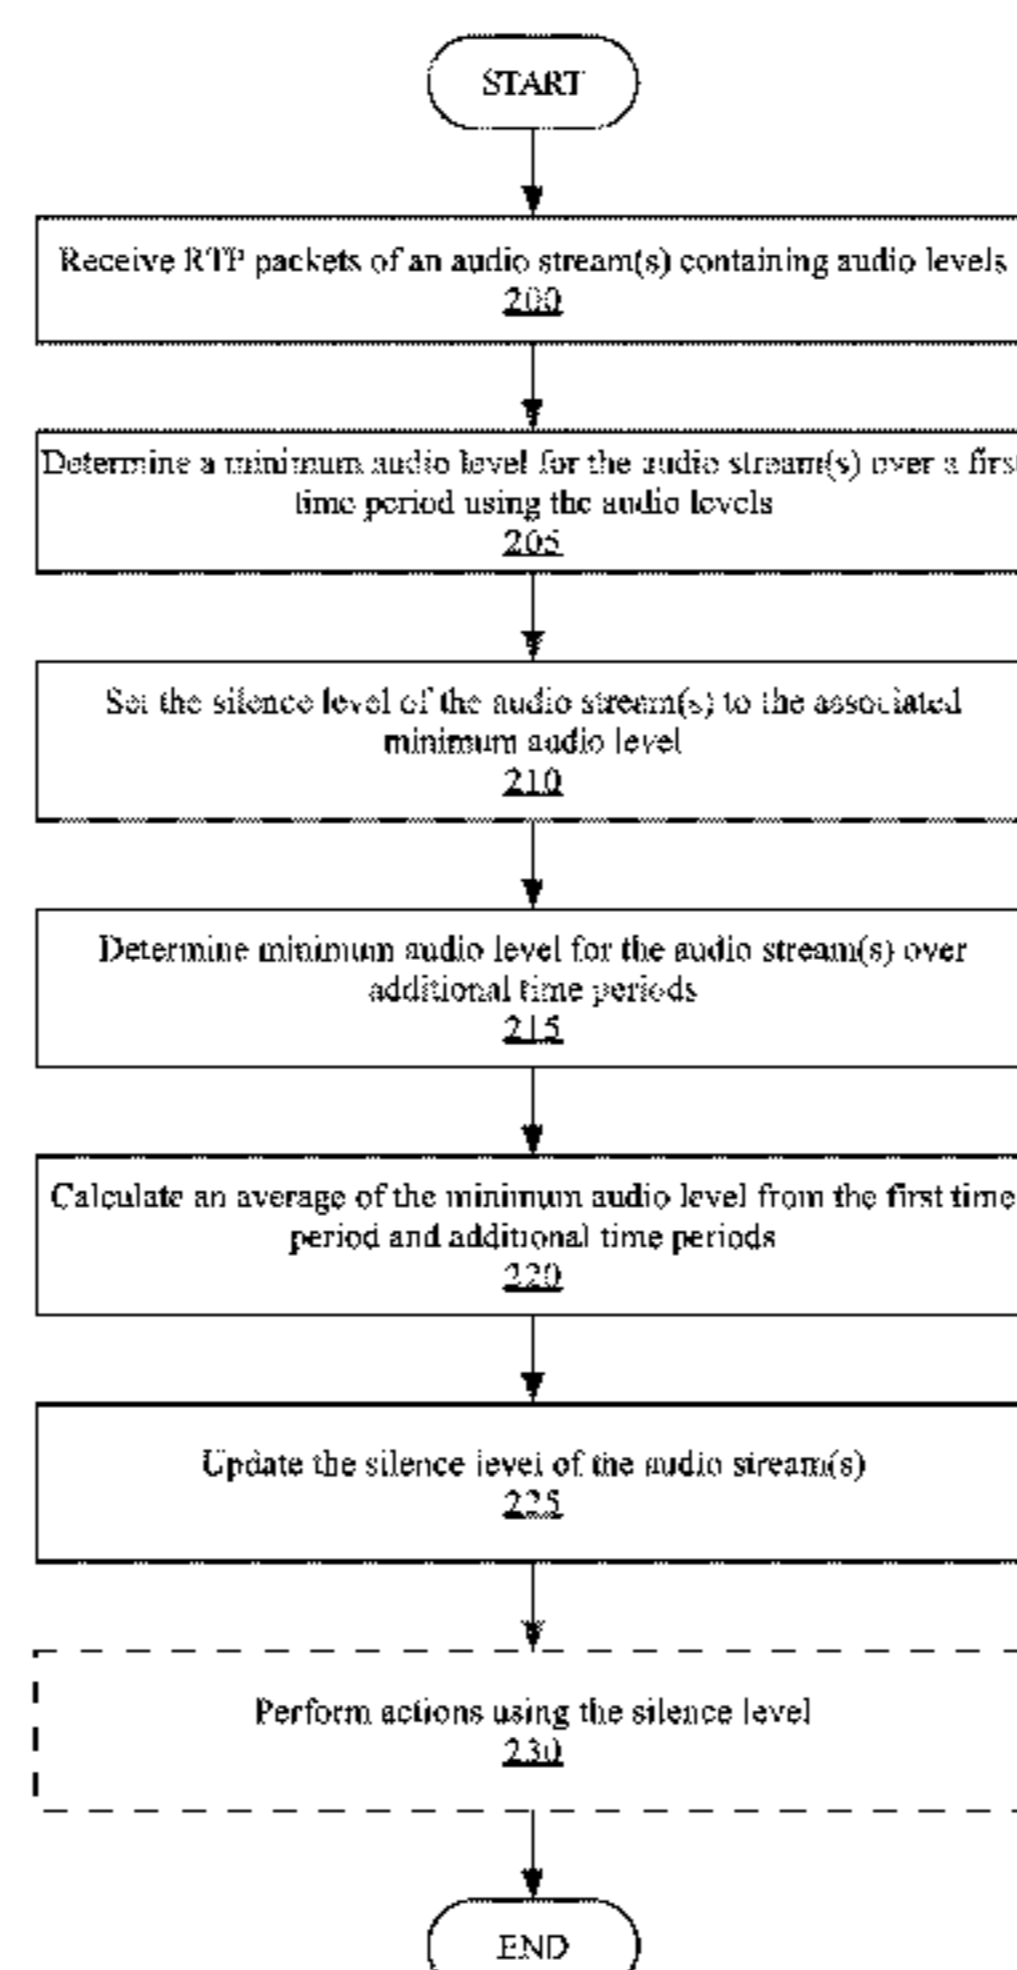 START
Receive RTP packets of an audio stream(s) containing audio levels
200
Determine a minimum audio level for the audio stream(s) over a first
time period using the audio levels
205
Set the silence level of the audio stream(s) to the associated
minimum audio level
210
Determine minimum audio level for the audio stream(s) over
additional time periods
215
Calculate an average of the minimum audio level from the first time
period and additional time periods
220
Update the silence level of the audio stream(s)
225
Perform actions using the silence level
230
END